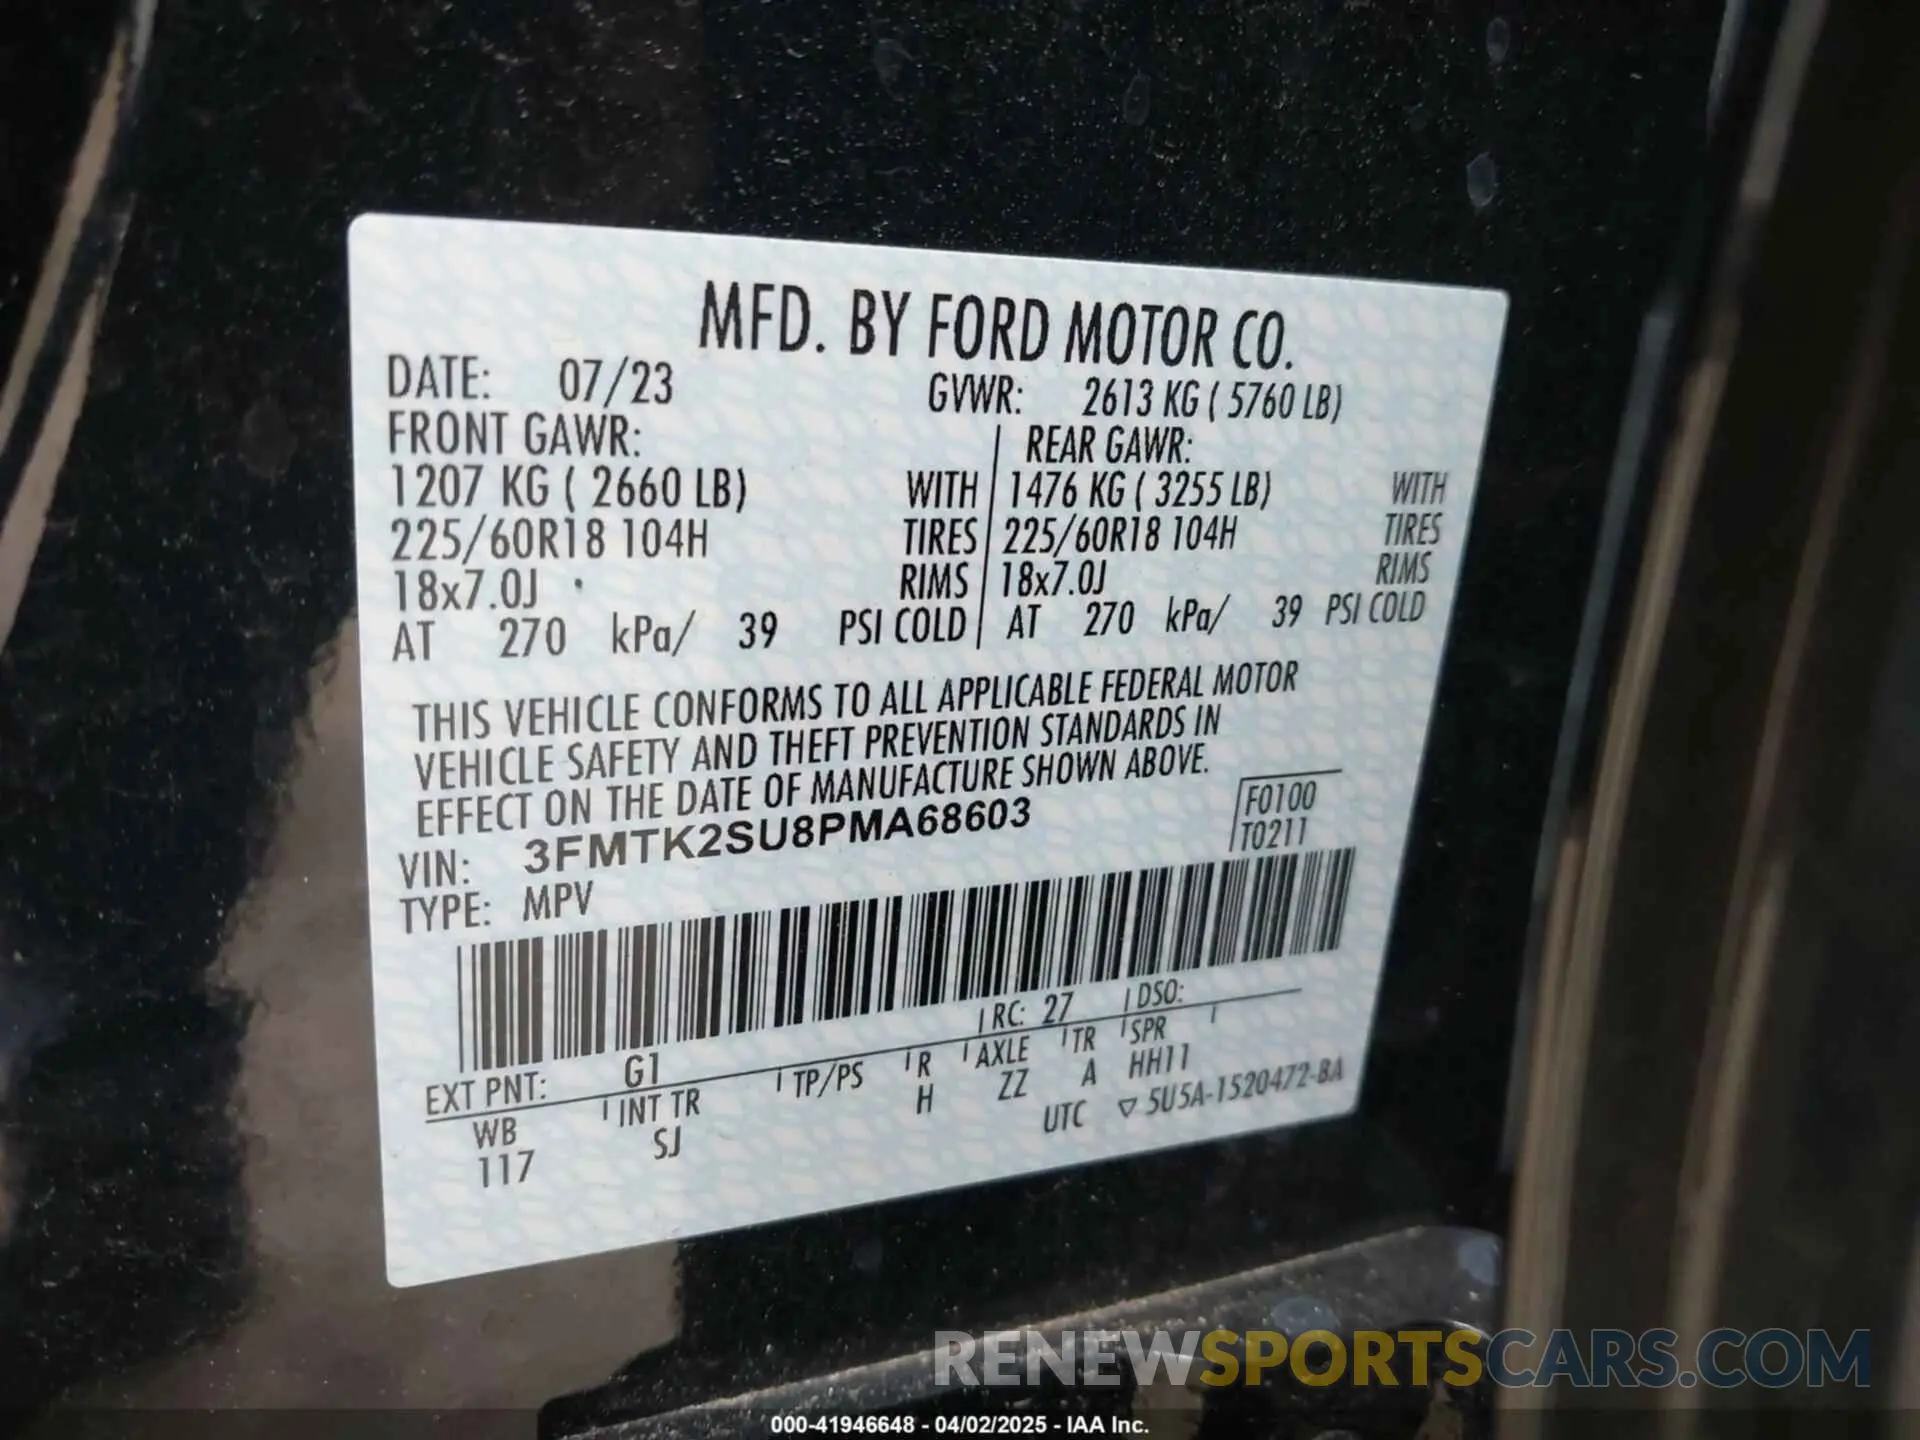 MFD. BY FORD MOTOR CO.
DATE: 07/23 GVWR: 2613 KG ( 5760 LB)
FRONT GAWR: REAR GAWR:
1207 KG ( 2660 LB) WITH 1476 KG ( 3255 LB) WITH
225/60R18 104H TIRES 225/60R18 104H TIRES
18x7.0J RIMS 18x7.0J RIMS
AT 270 kPa/ 39 PSI COLD AT 270 kPa/ 39 PSI COLD
THIS VEHICLE CONFORMS TO ALL APPLICABLE FEDERAL MOTOR
VEHICLE SAFETY AND THEFT PREVENTION STANDARDS IN
EFFECT ON THE DATE OF MANUFACTURE SHOWN ABOVE.
VIN: 3FMTK2SU8PMA68603 F0100
TYPE: MPV T0211
EXT PNT: G1 RC: 27 DSO:
WB INT TR TP/PS R AXLE TR SPR
117 SJ H ZZ A HH11
UTC ▽ 5U5A-1520472-BA
RENEWSPORTSCARS.COM
000-41946648 - 04/02/2025 - IAA Inc.